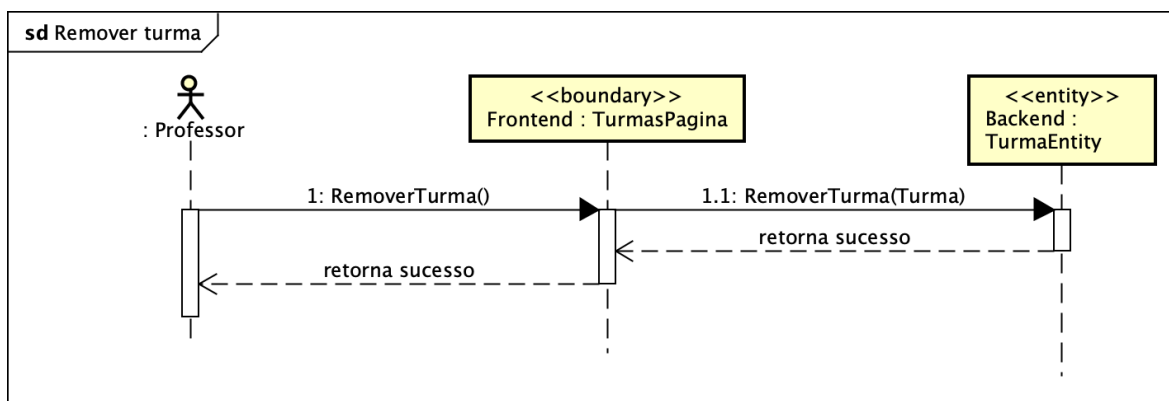 sd Remover turma
: Professor
<<boundary>>
Frontend : TurmasPagina
<<entity>>
Backend :
TurmaEntity
1: RemoverTurma()
1.1: RemoverTurma(Turma)
retorna sucesso
retorna sucesso